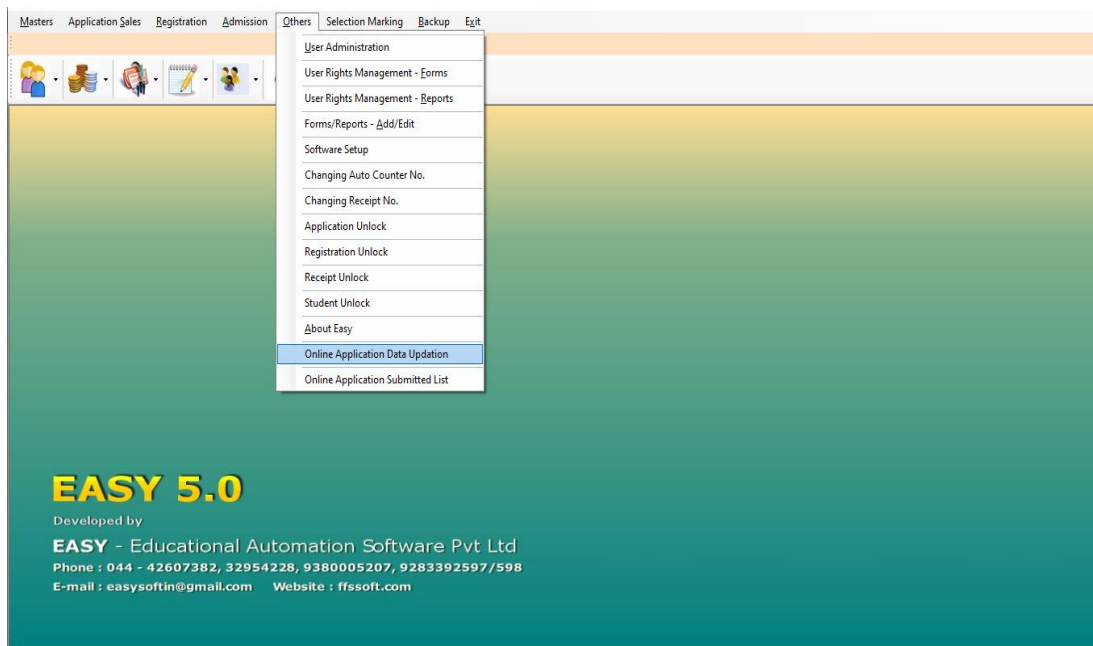 Masters Application Sales Registration Admission Others Selection Marking Backup Exit
User Administration
User Rights Management - Forms
User Rights Management - Reports
Forms/Reports - Add/Edit
Software Setup
Changing Auto Counter No.
Changing Receipt No.
Application Unlock
Registration Unlock
Receipt Unlock
Student Unlock
About Easy
Online Application Data Updation
Online Application Submitted List
EASY 5.0
Developed by
EASY - Educational Automation Software Pvt Ltd
Phone : 044 - 42607382, 32954228, 9380005207, 9283392597/598
E-mail : easysoftin@gmail.com Website : ffssoft.com